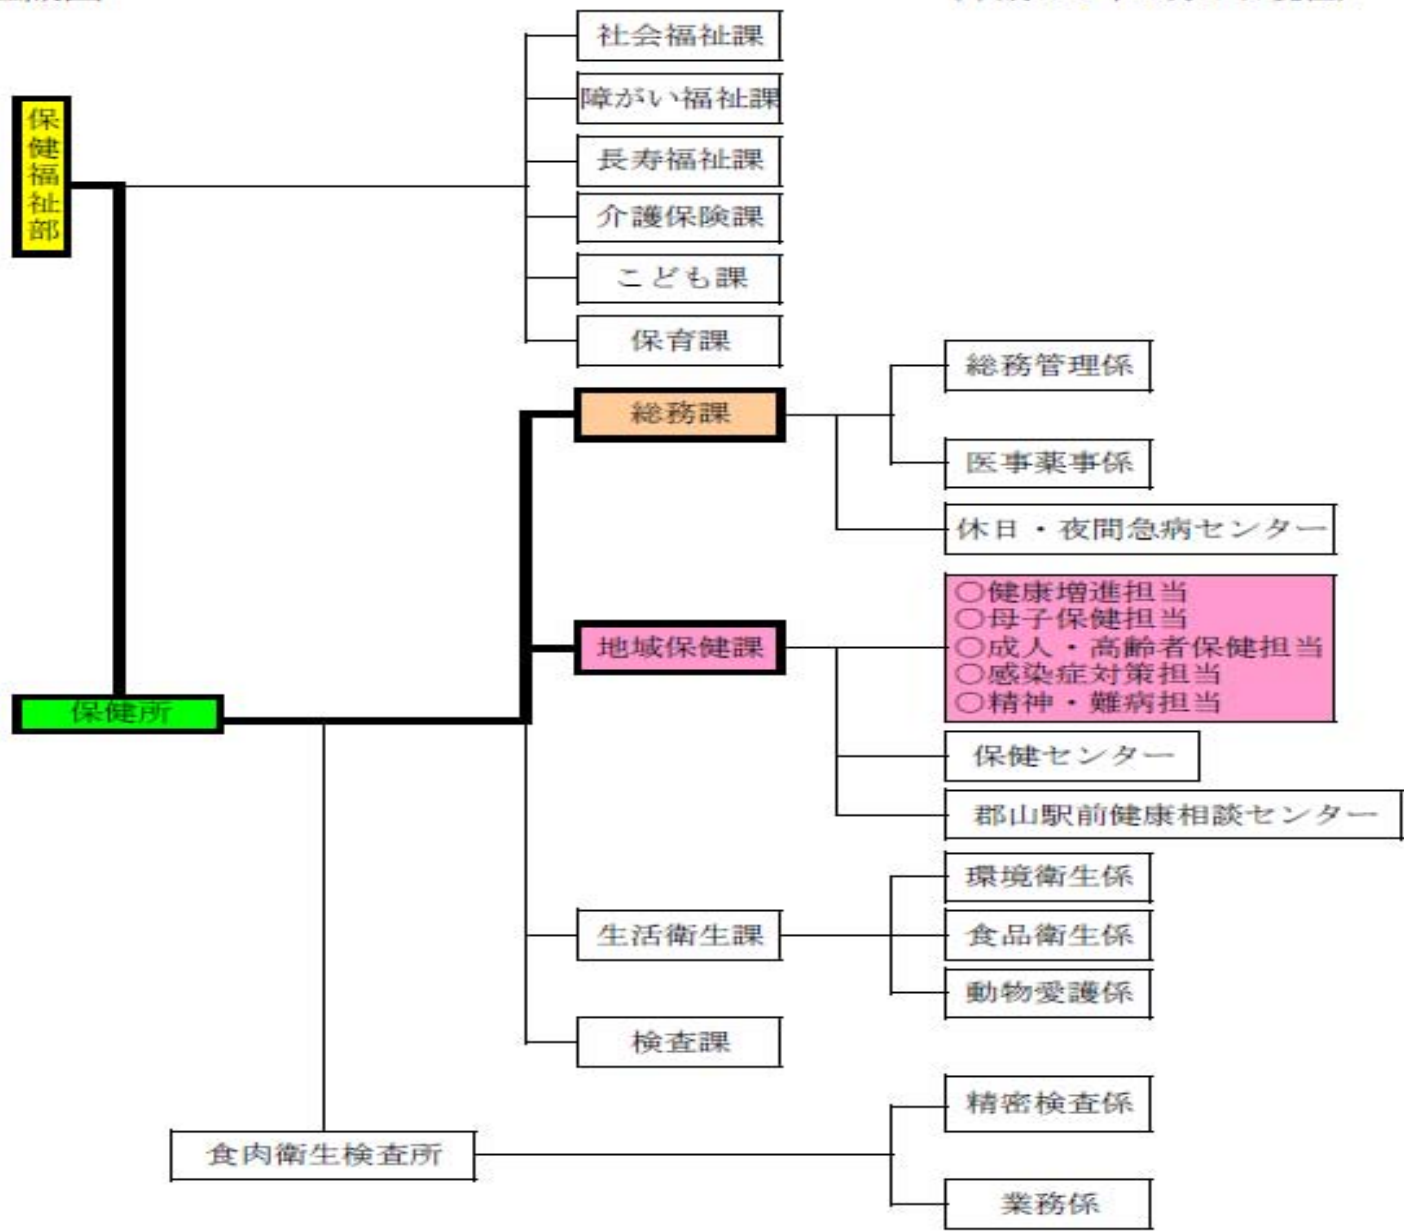 社会福祉課
障がい福祉課
保健福祉部
長寿福祉課
介護保険課
こども課
保育課
総務管理係
総務課
医事薬事係
休日・夜間急病センター
○健康増進担当
○母子保健担当
地域保健課
○成人・高齢者保健担当
○感染症対策担当
○精神・難病担当
保健所
保健センター
郡山駅前健康相談センター
環境衛生係
生活衛生課
食品衛生係
動物愛護係
検査課
精密検査係
食肉衛生検査所
業務係